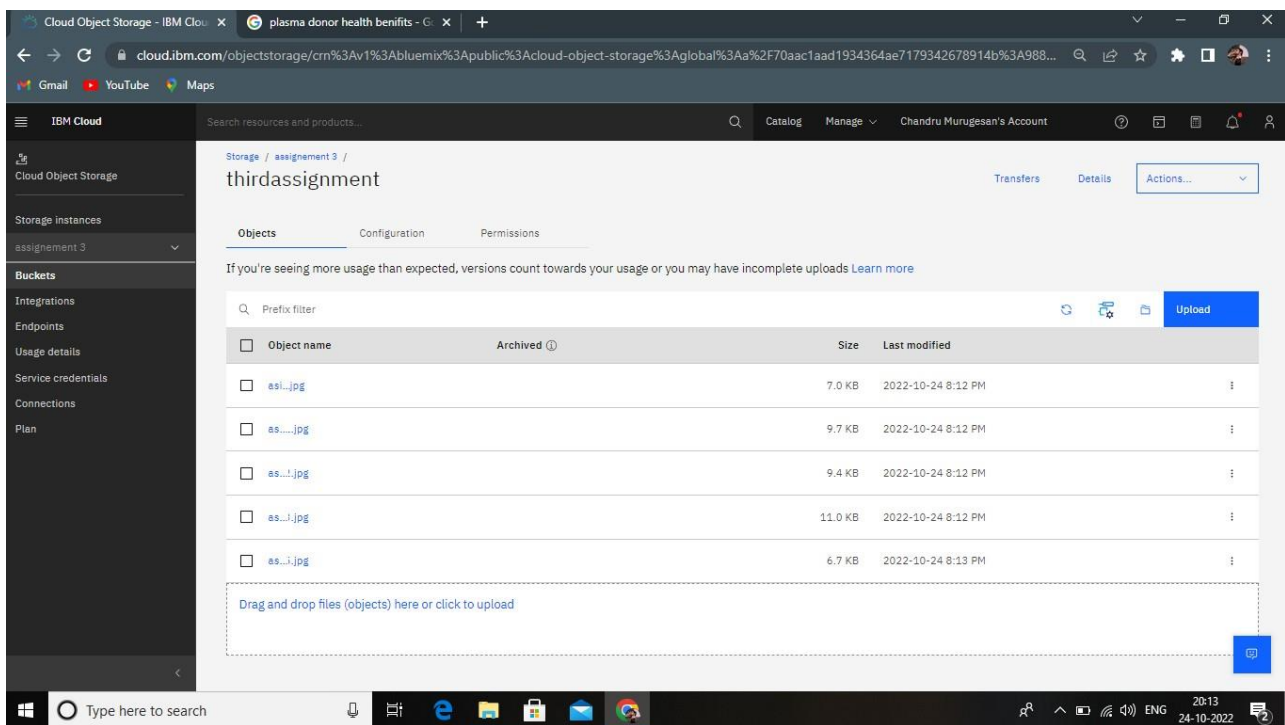 Cloud Object Storage - IBM Clou
plasma donor health benifits - Go
cloud.ibm.com/objectstorage/crn%3Av1%3Abluemix%3Apublic%3Acloud-object-storage%3Aglobal%3Aa%2F70aac1aad1934364ae7179342678914b%3A988...
Gmail YouTube Maps
IBM Cloud Search resources and products... Catalog Manage Chandru Murugesan's Account
Cloud Object Storage
Storage instances
assignement 3
Buckets
Integrations
Endpoints
Usage details
Service credentials
Connections
Plan
Storage / assignement 3 /
thirdassignment
Transfers Details Actions...
Objects Configuration Permissions
If you're seeing more usage than expected, versions count towards your usage or you may have incomplete uploads Learn more
Prefix filter Upload
Object name Archived Size Last modified
asi...jpg 7.0 KB 2022-10-24 8:12 PM
as.....jpg 9.7 KB 2022-10-24 8:12 PM
as...!.jpg 9.4 KB 2022-10-24 8:12 PM
as...i.jpg 11.0 KB 2022-10-24 8:12 PM
as...i.jpg 6.7 KB 2022-10-24 8:13 PM
Drag and drop files (objects) here or click to upload
Type here to search
ENG
20:13
24-10-2022
2